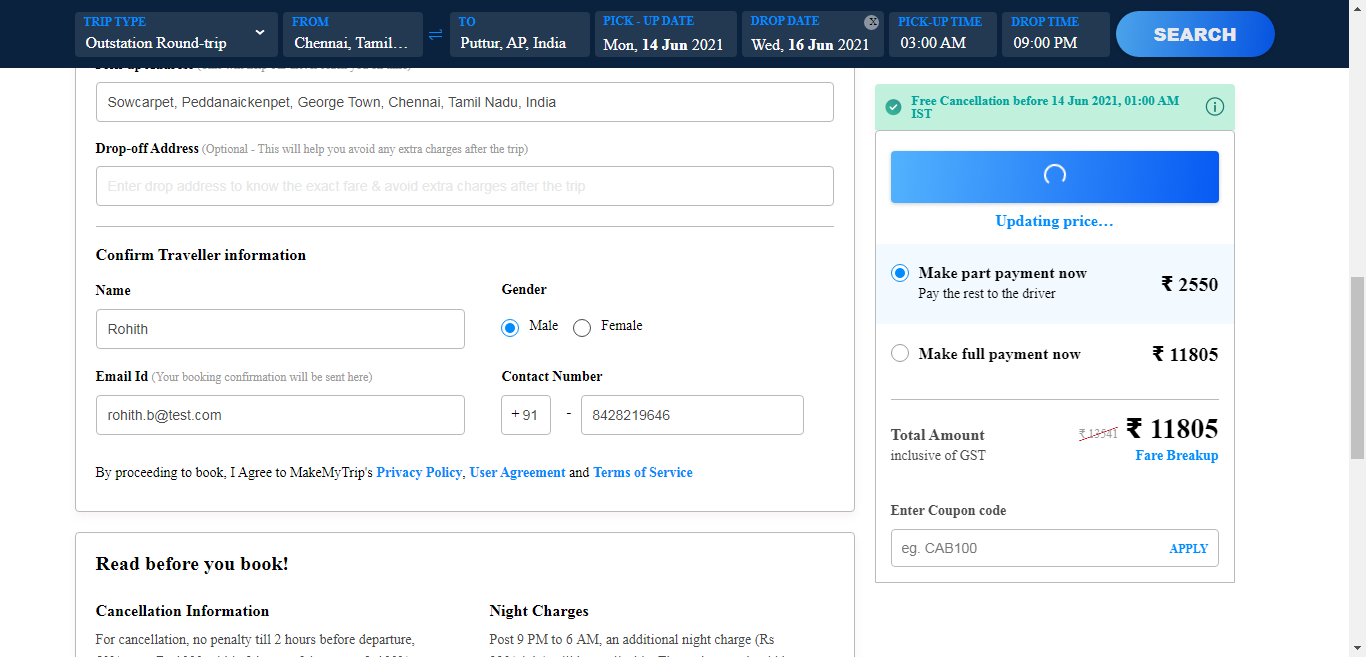 TRIP TYPE
Outstation Round-trip
FROM
Chennai, Tamil...
TO
Puttur, AP, India
PICK - UP DATE
Mon, 14 Jun 2021
DROP DATE
X
Wed, 16 Jun 2021
PICK-UP TIME
03:00 AM
DROP TIME
09:00 PM
SEARCH
Sowcarpet, Peddanaickenpet, George Town, Chennai, Tamil Nadu, India
Drop-off Address (Optional - This will help you avoid any extra charges after the trip)
Enter drop address to know the exact fare & avoid extra charges after the trip
Confirm Traveller information
Name
Rohith
Gender
Male
Female
Email Id (Your booking confirmation will be sent here)
rohith.b@test.com
Contact Number
+ 91
-
8428219646
By proceeding to book, I Agree to MakeMyTrip's Privacy Policy, User Agreement and Terms of Service
Read before you book!
Cancellation Information
For cancellation, no penalty till 2 hours before departure,
Night Charges
Post 9 PM to 6 AM, an additional night charge (Rs
Free Cancellation before 14 Jun 2021, 01:00 AM
IST
Updating price…
Make part payment now
Pay the rest to the driver
₹ 2550
Make full payment now
₹ 11805
Total Amount
inclusive of GST
₹ 13541
₹ 11805
Fare Breakup
Enter Coupon code
eg. CAB100
APPLY